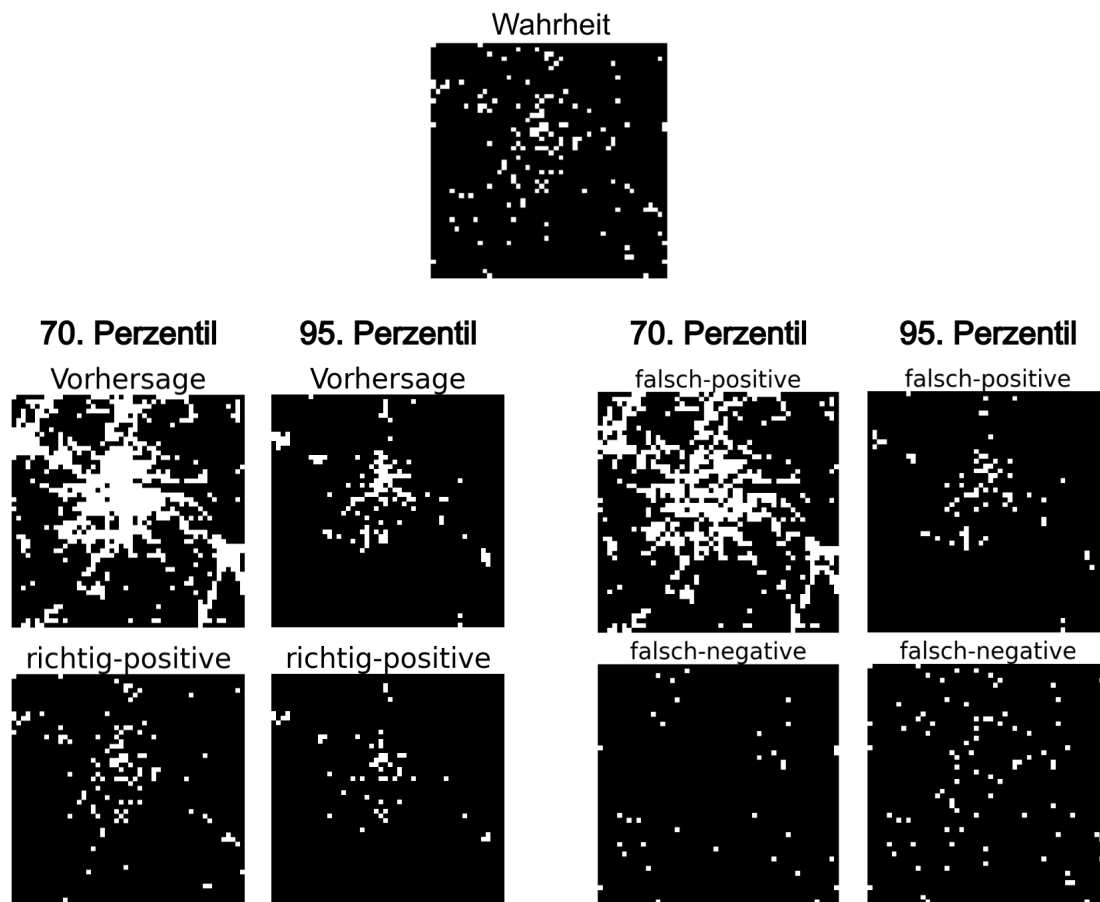 Wahrheit
70. Perzentil 95. Perzentil 70. Perzentil 95. Perzentil
Vorhersage Vorhersage falsch-positive falsch-positive
richtig-positive richtig-positive falsch-negative falsch-negative